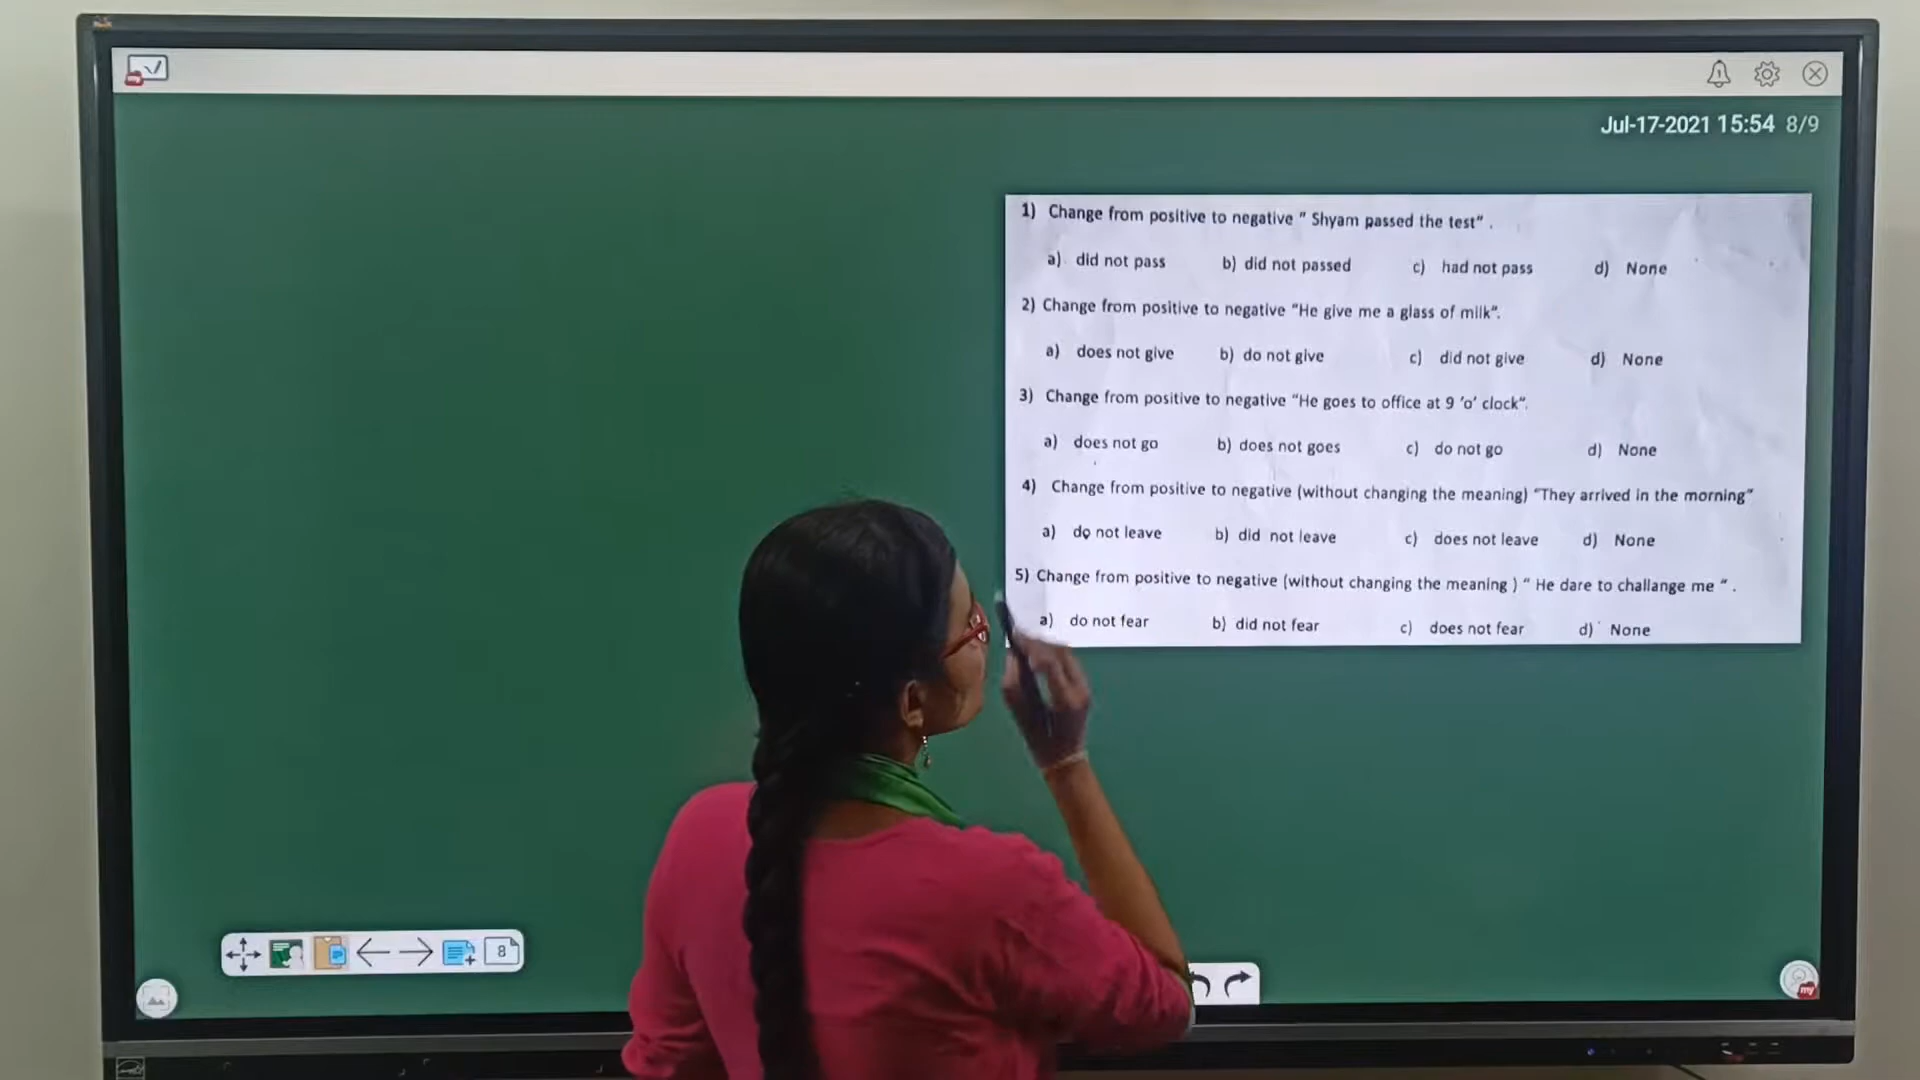 Jul-17-2021 15:54 8/9
1) Change from positive to negative " Shyam passed the test" .
a) did not pass b) did not passed c) had not pass d) None
2) Change from positive to negative "He give me a glass of milk".
a) does not give b) do not give c) did not give d) None
3) Change from positive to negative "He goes to office at 9 'o' clock".
a) does not go b) does not goes c) do not go d) None
4) Change from positive to negative (without changing the meaning) "They arrived in the morning"
a) do not leave b) did not leave c) does not leave d) None
5) Change from positive to negative (without changing the meaning ) " He dare to challange me " .
a) do not fear b) did not fear c) does not fear d) None
8
my